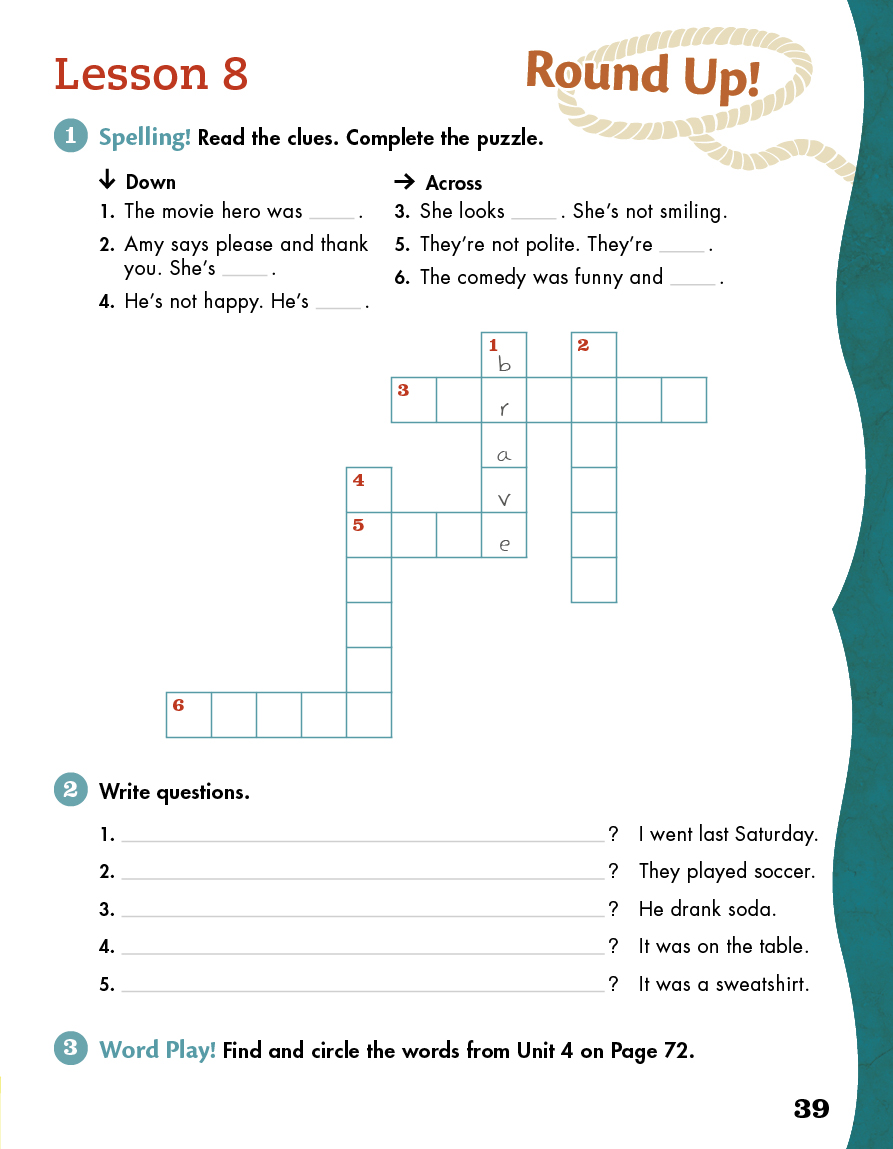 Lesson 8
Round Up!
1 Spelling! Read the clues. Complete the puzzle.
↓ Down
1. The movie hero was _____ .
2. Amy says please and thank
you. She's _____ .
4. He's not happy. He's _____ .
→ Across
3. She looks _____ . She's not smiling.
5. They're not polite. They're _____ .
6. The comedy was funny and _____ .
1 2
b
3
r
a
4
v
5
e
6
2 Write questions.
1. _____ ? I went last Saturday.
2. _____ ? They played soccer.
3. _____ ? He drank soda.
4. _____ ? It was on the table.
5. _____ ? It was a sweatshirt.
3 Word Play! Find and circle the words from Unit 4 on Page 72.
39